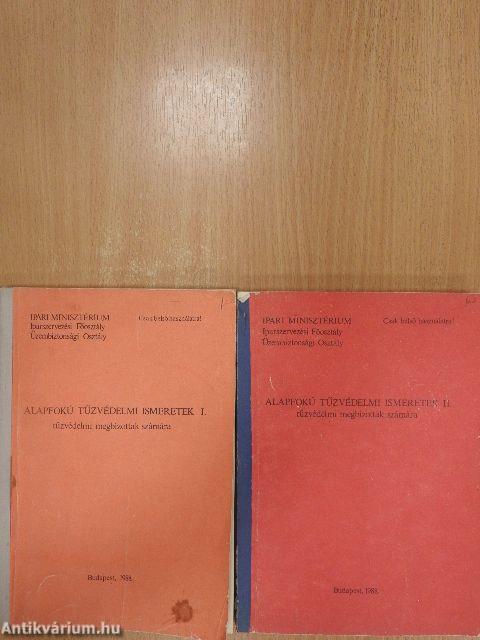 IPARI MINISZTÉRIUM
Iparszervezési Főosztály
Üzembiztonsági Osztály
Csak belső használatra!
ALAPFOKÚ TŰZVÉDELMI ISMERETEK I.
tűzvédelmi megbízottak számára
Budapest, 1988.
IPARI MINISZTÉRIUM
Iparszervezési Főosztály
Üzembiztonsági Osztály
Csak belső használatra!
ALAPFOKÚ TŰZVÉDELMI ISMERETEK II.
tűzvédelmi megbízottak számára
Budapest, 1988.
Antikvárium.hu